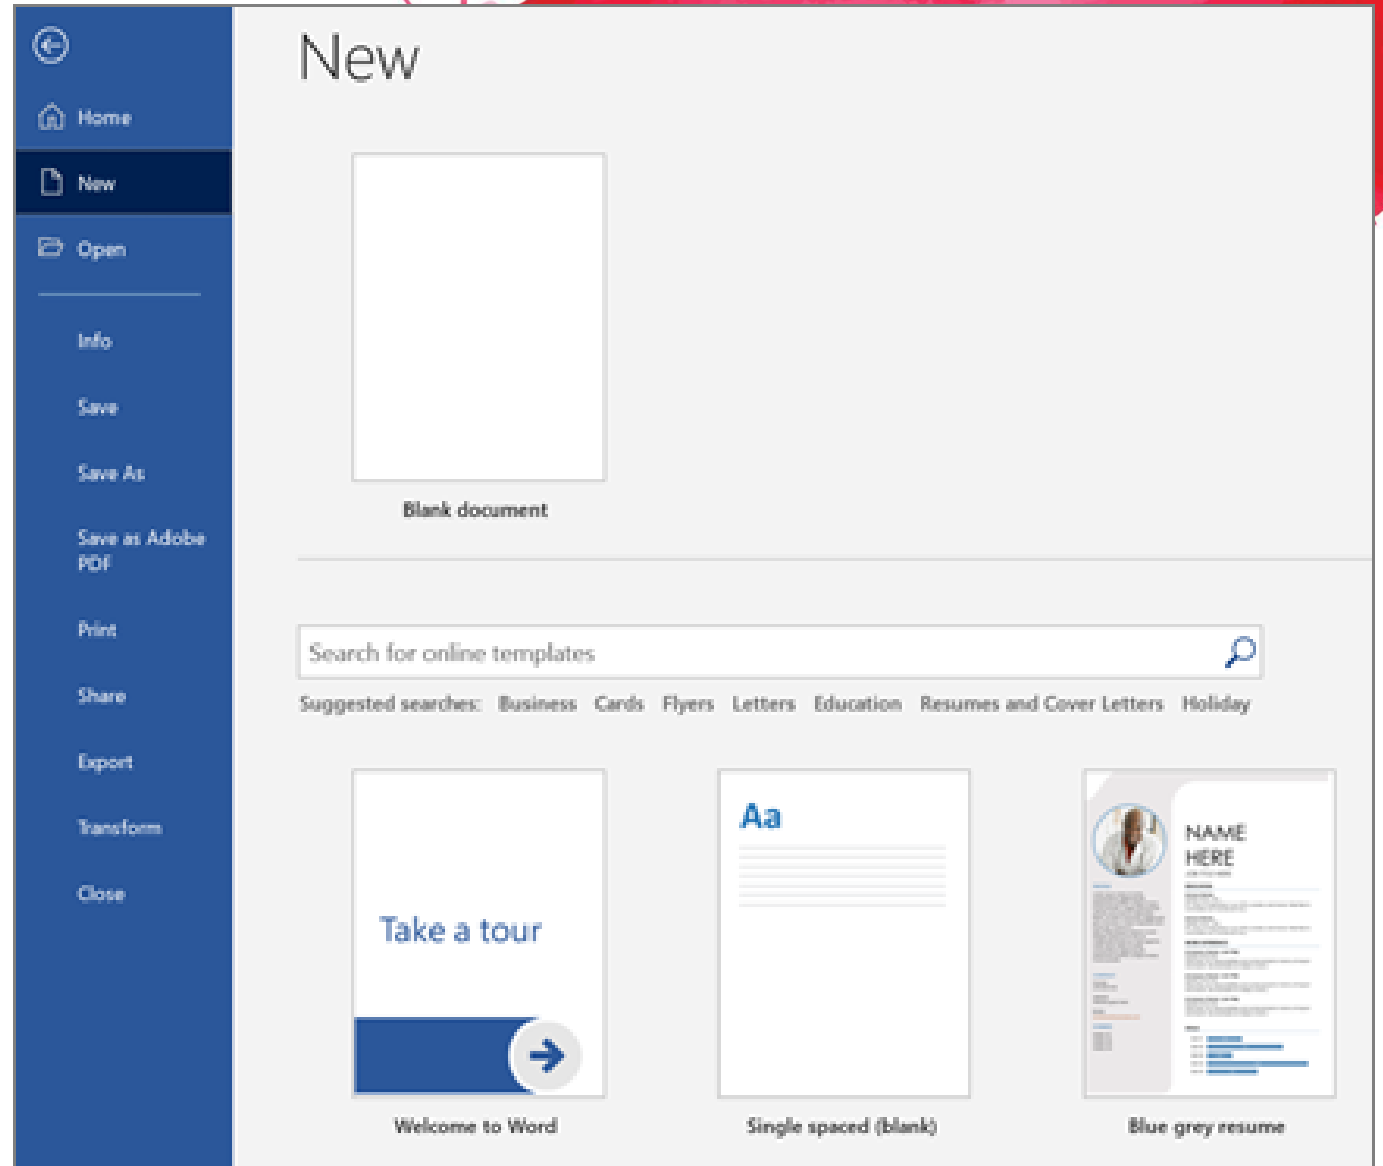 New
Home
New
Open
Info
Save
Save As
Save as Adobe
PDF
Print
Share
Export
Transform
Close
Blank document
Search for online templates
Suggested searches: Business Cards Flyers Letters Education Resumes and Cover Letters Holiday
Take a tour
Welcome to Word
Aa
Single spaced (blank)
NAME
HERE
Blue grey resume